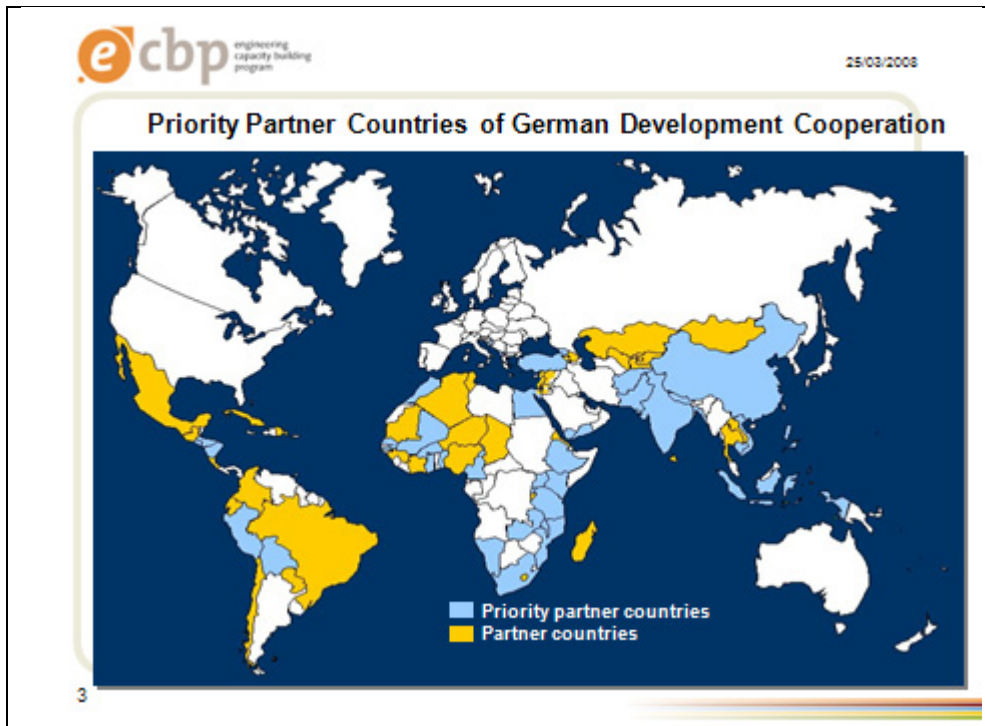 ecbp
engineering
capacity building
program
25/03/2008
Priority Partner Countries of German Development Cooperation
Priority partner countries
Partner countries
3